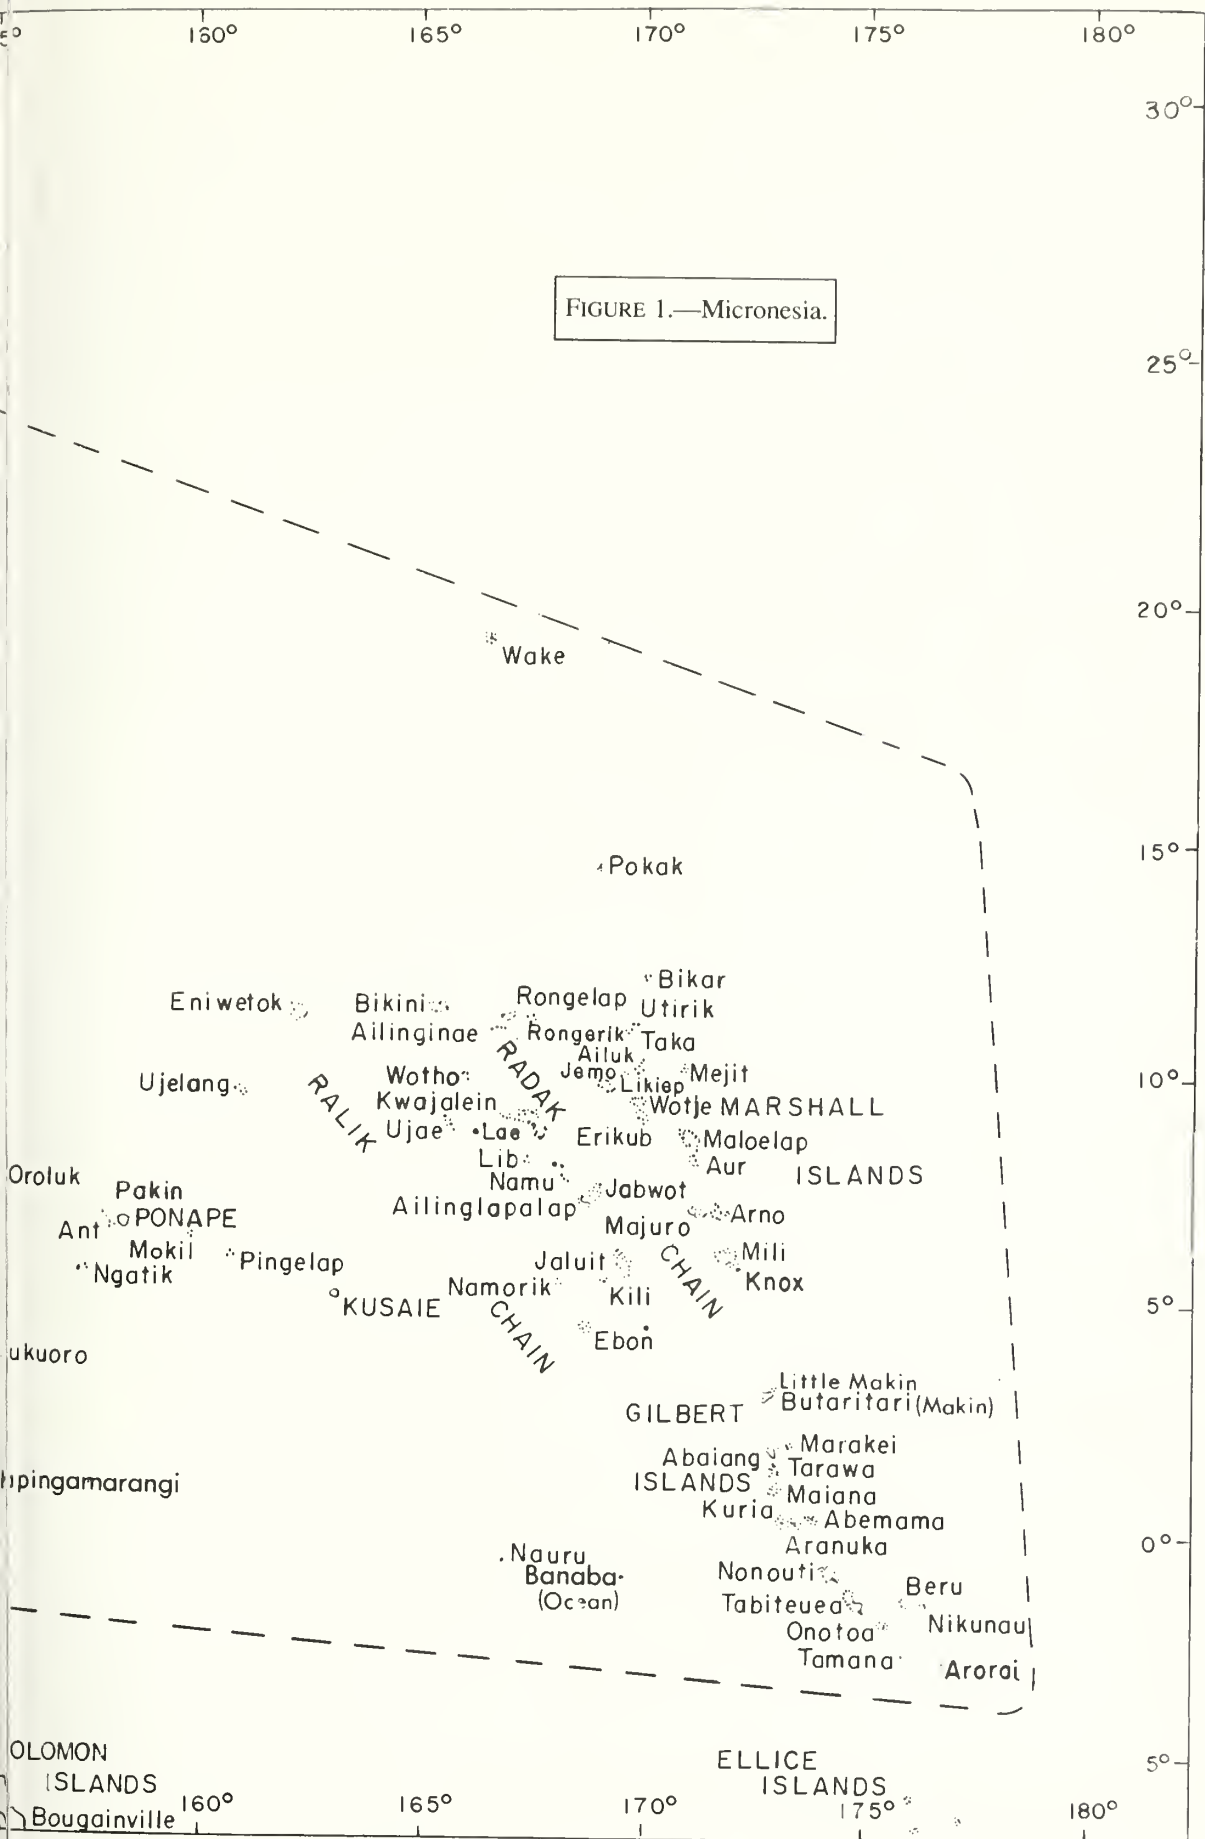 160° 165° 170° 175° 180°
30°
FIGURE 1.—Micronesia.
25°
20°
Wake
15°
Pokak
Bikar
Eniwetok Bikini Rongelap Utirik
Ailinginae Rongerik Taka
Ailuk
Ujelang Wotho RADAK Jemo Likiep Mejit 10°
RALIK Kwajalein Wotje MARSHALL
Ujae Lae Erikub Maloelap
Lib Aur ISLANDS
Oroluk Pakin Namu Jabwot
Ant PONAPE Ailinglapalap Majuro Arno
Mokil Pingelap Jaluit CHAIN Mili
Ngatik Namorik Kili Knox
KUSAIE CHAIN 5°
Ebon
ukuoro
Little Makin
GILBERT Butaritari (Makin)
Marakei
Abaiang Tarawa
pingamarangi ISLANDS Maiana
Kuria Abemama
Aranuka 0°
Nauru Nonouti
Banaba Beru
(Ocean) Tabiteuea
Onotoa Nikunau
Tamana Arorai
OLOMON
ISLANDS
ELLICE
ISLANDS
5°
Bougainville
160° 165° 170° 175° 180°